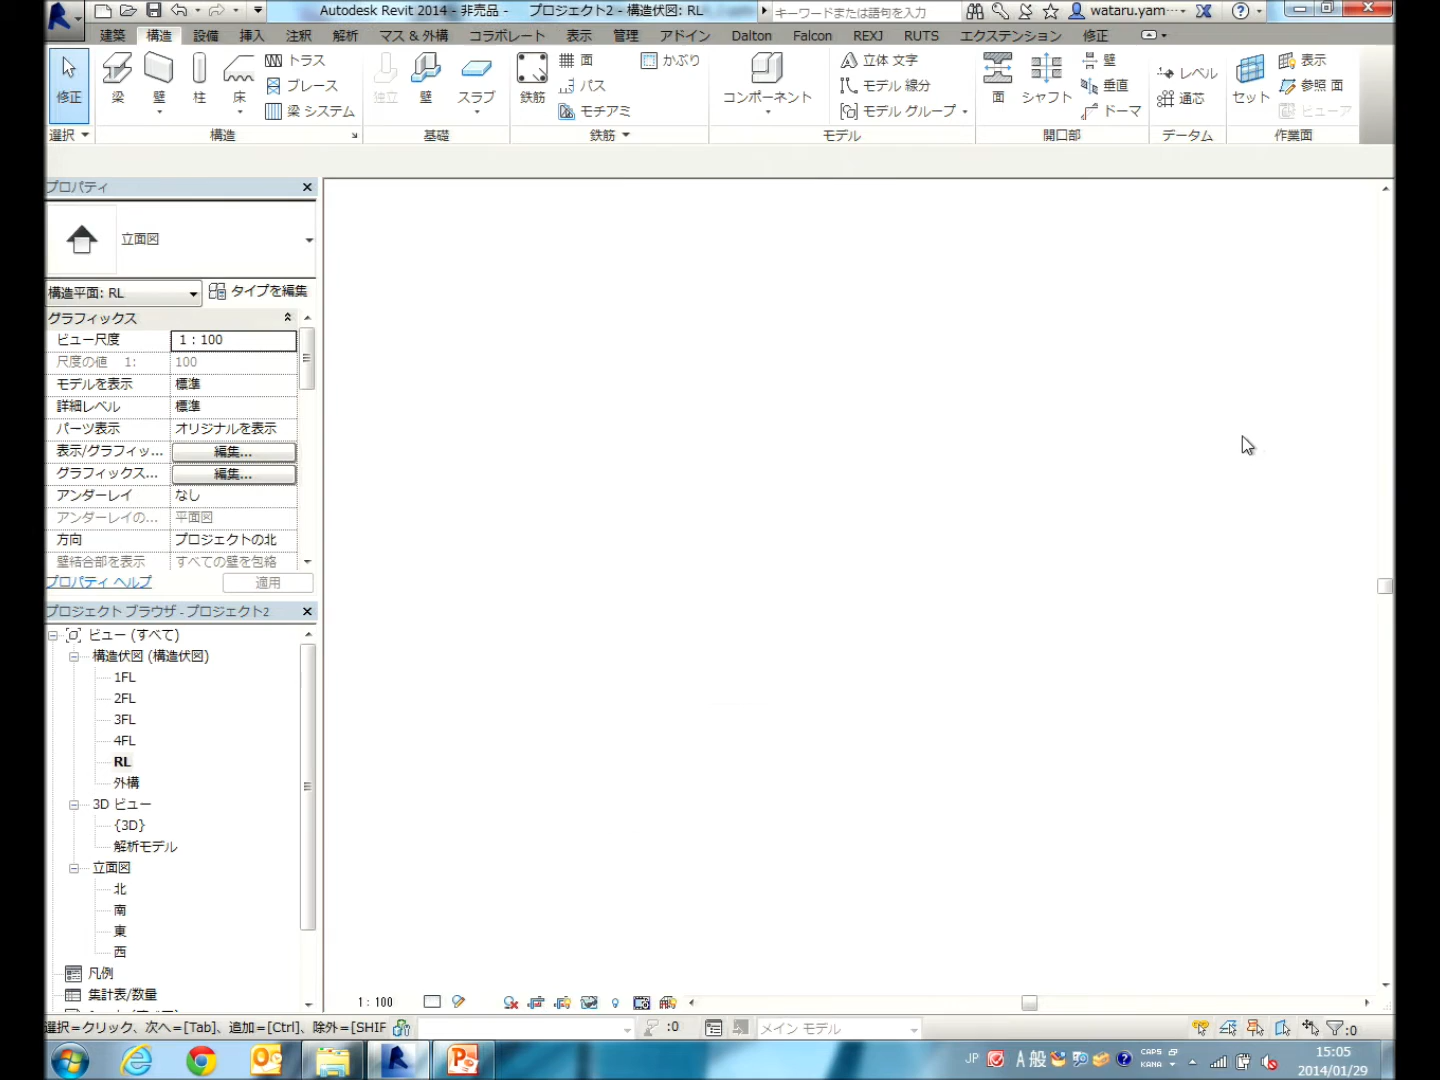 Autodesk Revit 2014 - 非売品 - プロジェクト2 - 構造伏図: RL キーワードまたは語句を入力 wataru.yam...
建築 構造 設備 挿入 注釈 解析 マス & 外構 コラボレート 表示 管理 アドイン Dalton Falcon REXJ RUTS エクステンション 修正
修正 梁 壁 柱 床 トラス ブレース 梁 システム 独立 壁 スラブ 鉄筋 面 パス モチアミ かぶり コンポーネント 立体 文字 モデル 線分 モデル グループ 面 シャフト 壁 垂直 ドーマ レベル 通芯 セット 表示 参照 面 ビューア
選択 構造 基礎 鉄筋 モデル 開口部 データム 作業面
プロパティ
立面図
構造平面: RL タイプを編集
グラフィックス
ビュー尺度 1 : 100
尺度の値 1: 100
モデルを表示 標準
詳細レベル 標準
パーツ表示 オリジナルを表示
表示/グラフィッ... 編集...
グラフィックス... 編集...
アンダーレイ なし
アンダーレイの... 平面図
方向 プロジェクトの北
壁結合部を表示 すべての壁を包絡
プロパティ ヘルプ 適用
プロジェクト ブラウザ - プロジェクト2
ビュー (すべて)
構造伏図 (構造伏図)
1FL
2FL
3FL
4FL
RL
外構
3D ビュー
{3D}
解析モデル
立面図
北
南
東
西
凡例
集計表/数量
1 : 100
選択=クリック、次へ=[Tab]、追加=[Ctrl]、除外=[SHIF :0 メイン モデル :0
JP A 般 CAPS KANA 15:05
2014/01/29